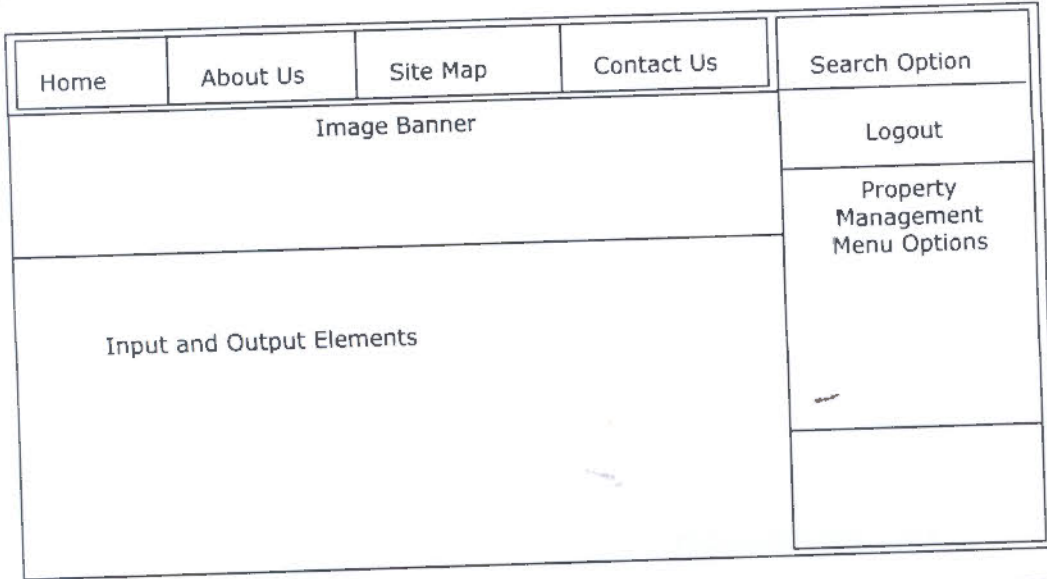 Home
About Us
Site Map
Contact Us
Search Option
Image Banner
Logout
Property
Management
Menu Options
Input and Output Elements